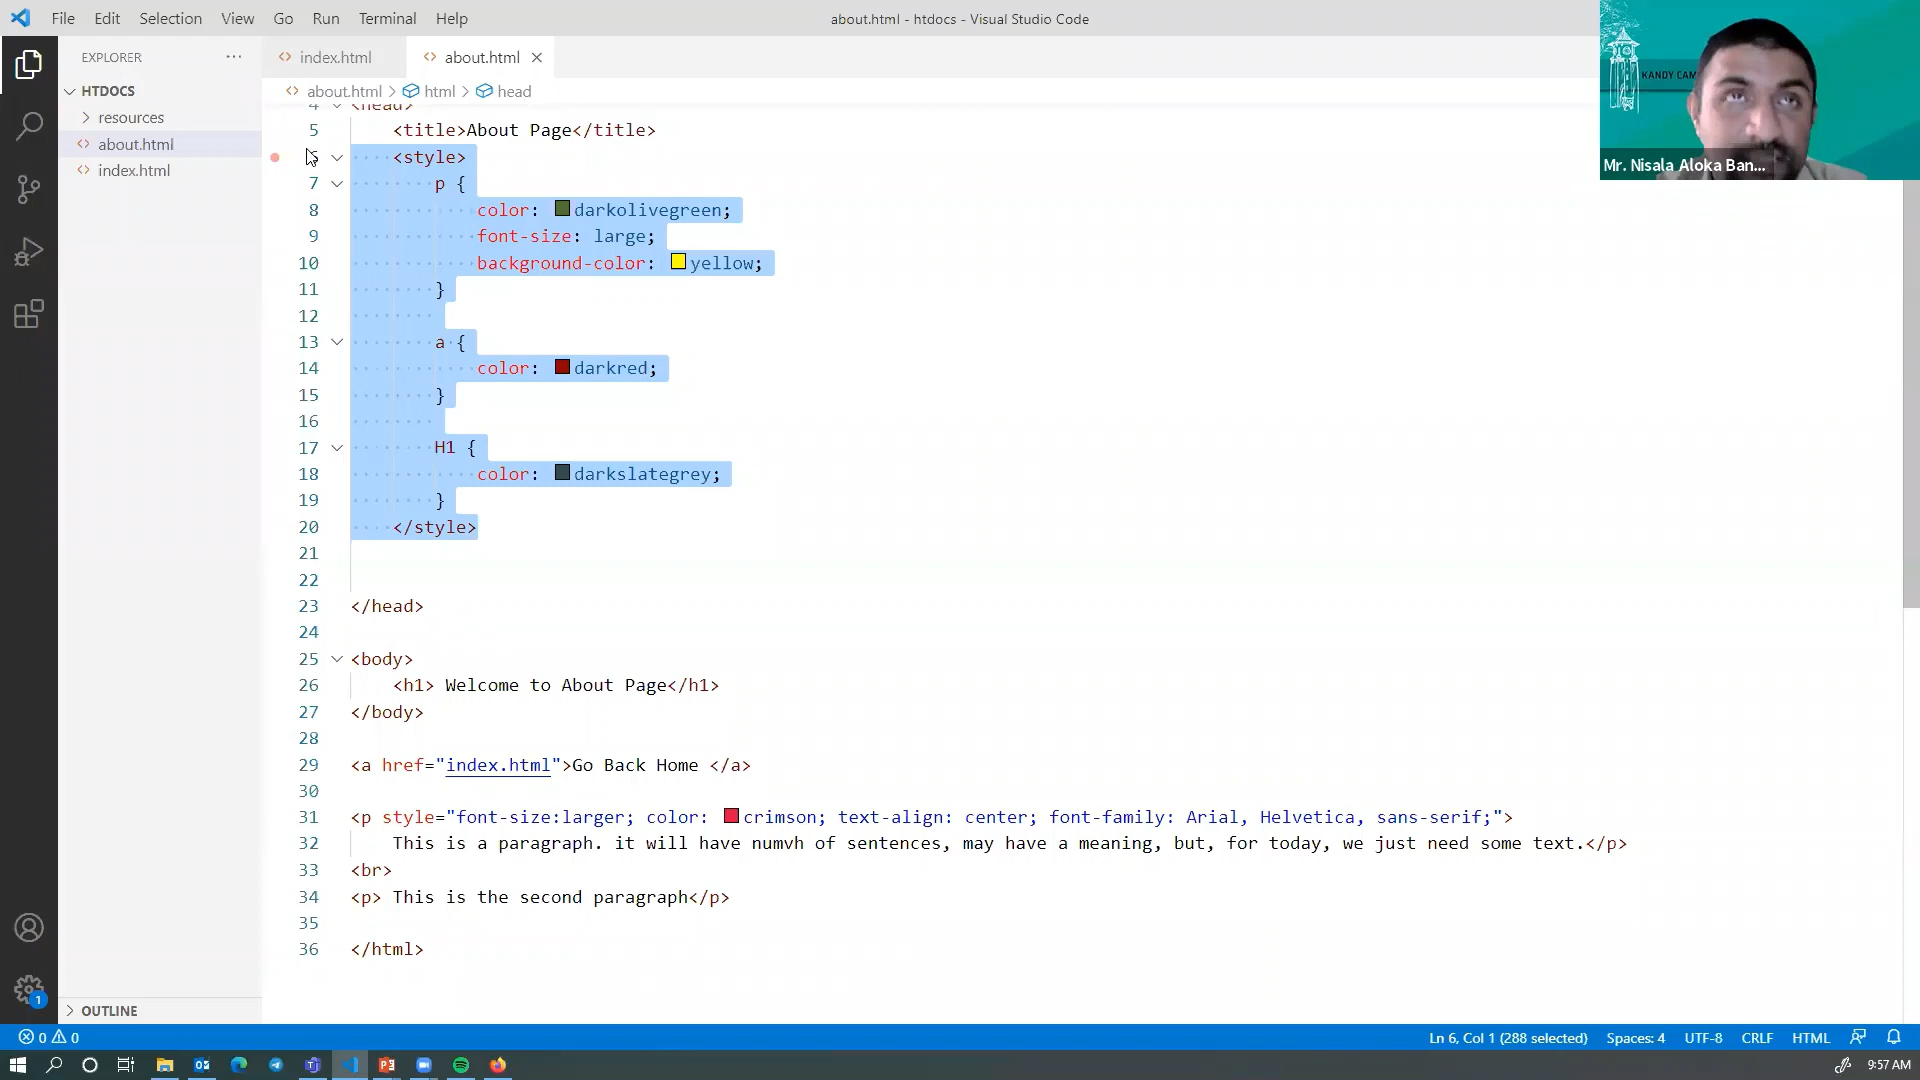 File Edit Selection View Go Run Terminal Help
about.html - htdocs - Visual Studio Code
EXPLORER
HTDOCS
resources
about.html
index.html
OUTLINE
index.html
about.html
about.html > html > head
4 <head>
5 <title>About Page</title>
<style>
7 p {
8 color: darkolivegreen;
9 font-size: large;
10 background-color: yellow;
11 }
12
13 a {
14 color: darkred;
15 }
16
17 H1 {
18 color: darkslategrey;
19 }
20 </style>
21
22
23 </head>
24
25 <body>
26 <h1> Welcome to About Page</h1>
27 </body>
28
29 <a href="index.html">Go Back Home </a>
30
31 <p style="font-size:larger; color: crimson; text-align: center; font-family: Arial, Helvetica, sans-serif;">
32 This is a paragraph. it will have numvh of sentences, may have a meaning, but, for today, we just need some text.</p>
33 <br>
34 <p> This is the second paragraph</p>
35
36 </html>
KANDY CAM
Mr. Nisala Aloka Ban...
1
0 0
Ln 6, Col 1 (288 selected) Spaces: 4 UTF-8 CRLF HTML
9:57 AM